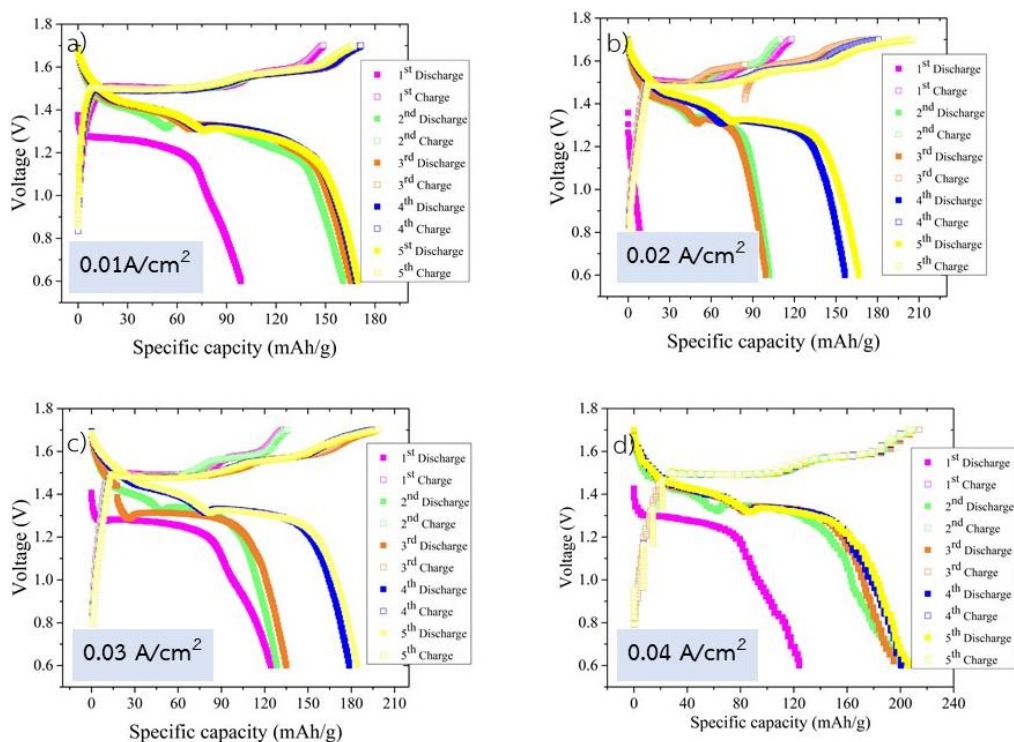 a)
1.8
1.6
1.4
1.2
1.0
0.8
0.6
Voltage (V)
1st Discharge
1st Charge
2nd Discharge
2nd Charge
3rd Discharge
3rd Charge
4th Discharge
4th Charge
5st Discharge
5th Charge
0.01A/cm2
0 30 60 90 120 150 180
Specific capcity (mAh/g)
b)
1.8
1.6
1.4
1.2
1.0
0.8
0.6
Voltage (V)
1st Discharge
1st Charge
2nd Discharge
2nd Charge
3rd Discharge
3rd Charge
4th Discharge
4th Charge
5th Discharge
5th Charge
0.02 A/cm2
0 30 60 90 120 150 180 210
Specific capacity (mAh/g)
c)
1.8
1.6
1.4
1.2
1.0
0.8
0.6
Voltage (V)
1st Discharge
1st Charge
2nd Discharge
2nd Charge
3rd Discharge
3rd Charge
4th Discharge
4th Charge
5th Discharge
5th Charge
0.03 A/cm2
0 30 60 90 120 150 180 210
Specific capacity (mAh/g)
d)
1.8
1.6
1.4
1.2
1.0
0.8
0.6
Voltage (V)
1st Discharge
1st Charge
2nd Discharge
2nd Charge
3rd Discharge
3rd Charge
4th Discharge
4th Charge
5th Discharge
5th Charge
0.04 A/cm2
0 40 80 120 160 200 240
Specific capacity (mAh/g)